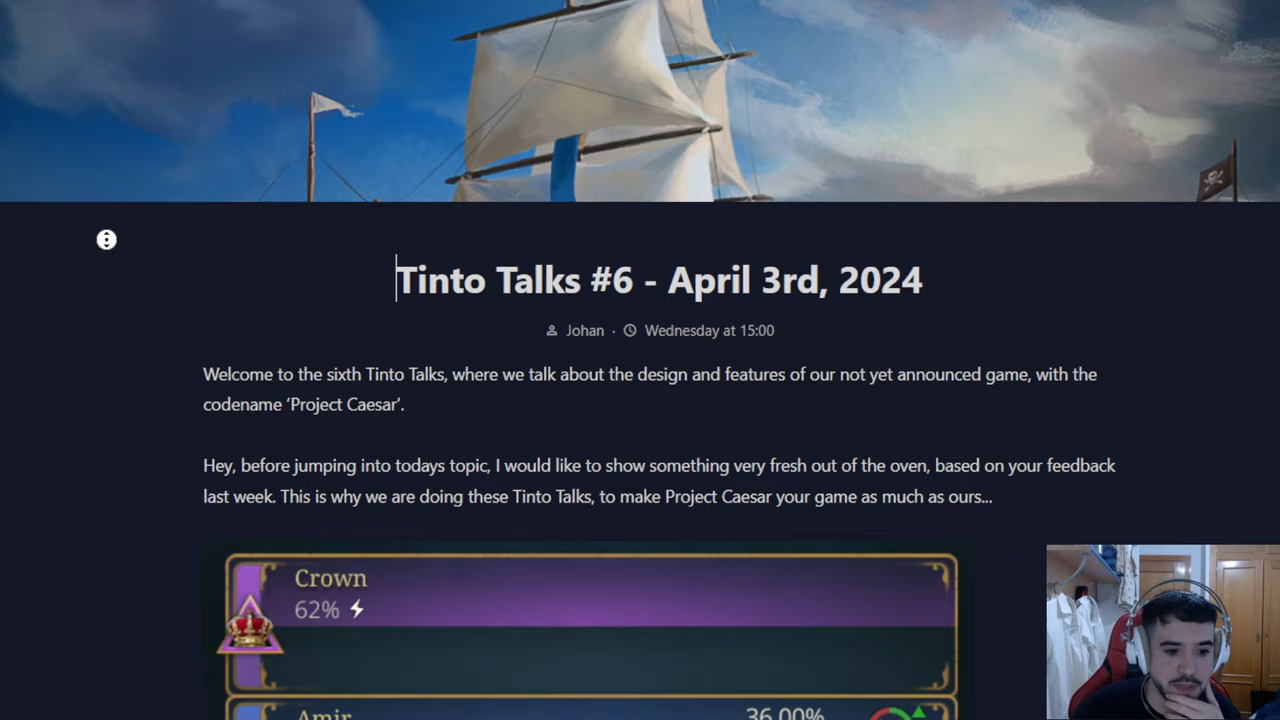 Tinto Talks #6 - April 3rd, 2024
Johan · Wednesday at 15:00
Welcome to the sixth Tinto Talks, where we talk about the design and features of our not yet announced game, with the
codename ‘Project Caesar’.
Hey, before jumping into todays topic, I would like to show something very fresh out of the oven, based on your feedback
last week. This is why we are doing these Tinto Talks, to make Project Caesar your game as much as ours...
Crown
62%
Amir 36.00%